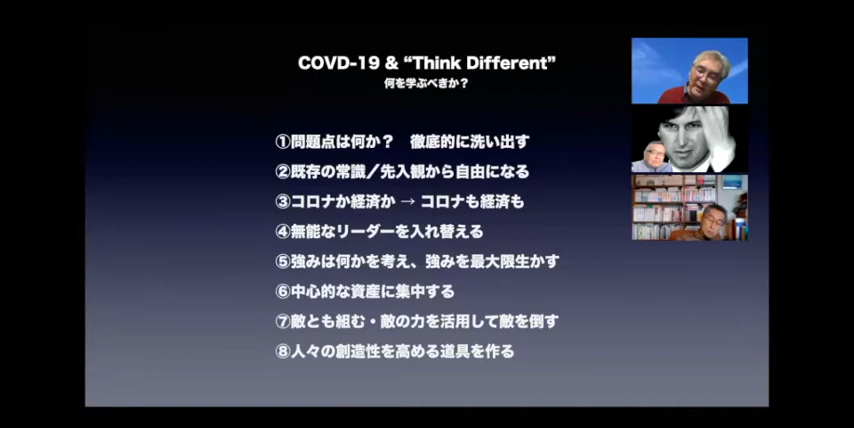 COVD-19 & “Think Different”
何を学ぶべきか？
①問題点は何か？　徹底的に洗い出す
②既存の常識／先入観から自由になる
③コロナか経済か → コロナも経済も
④無能なリーダーを入れ替える
⑤強みは何かを考え、強みを最大限生かす
⑥中心的な資産に集中する
⑦敵とも組む・敵の力を活用して敵を倒す
⑧人々の創造性を高める道具を作る